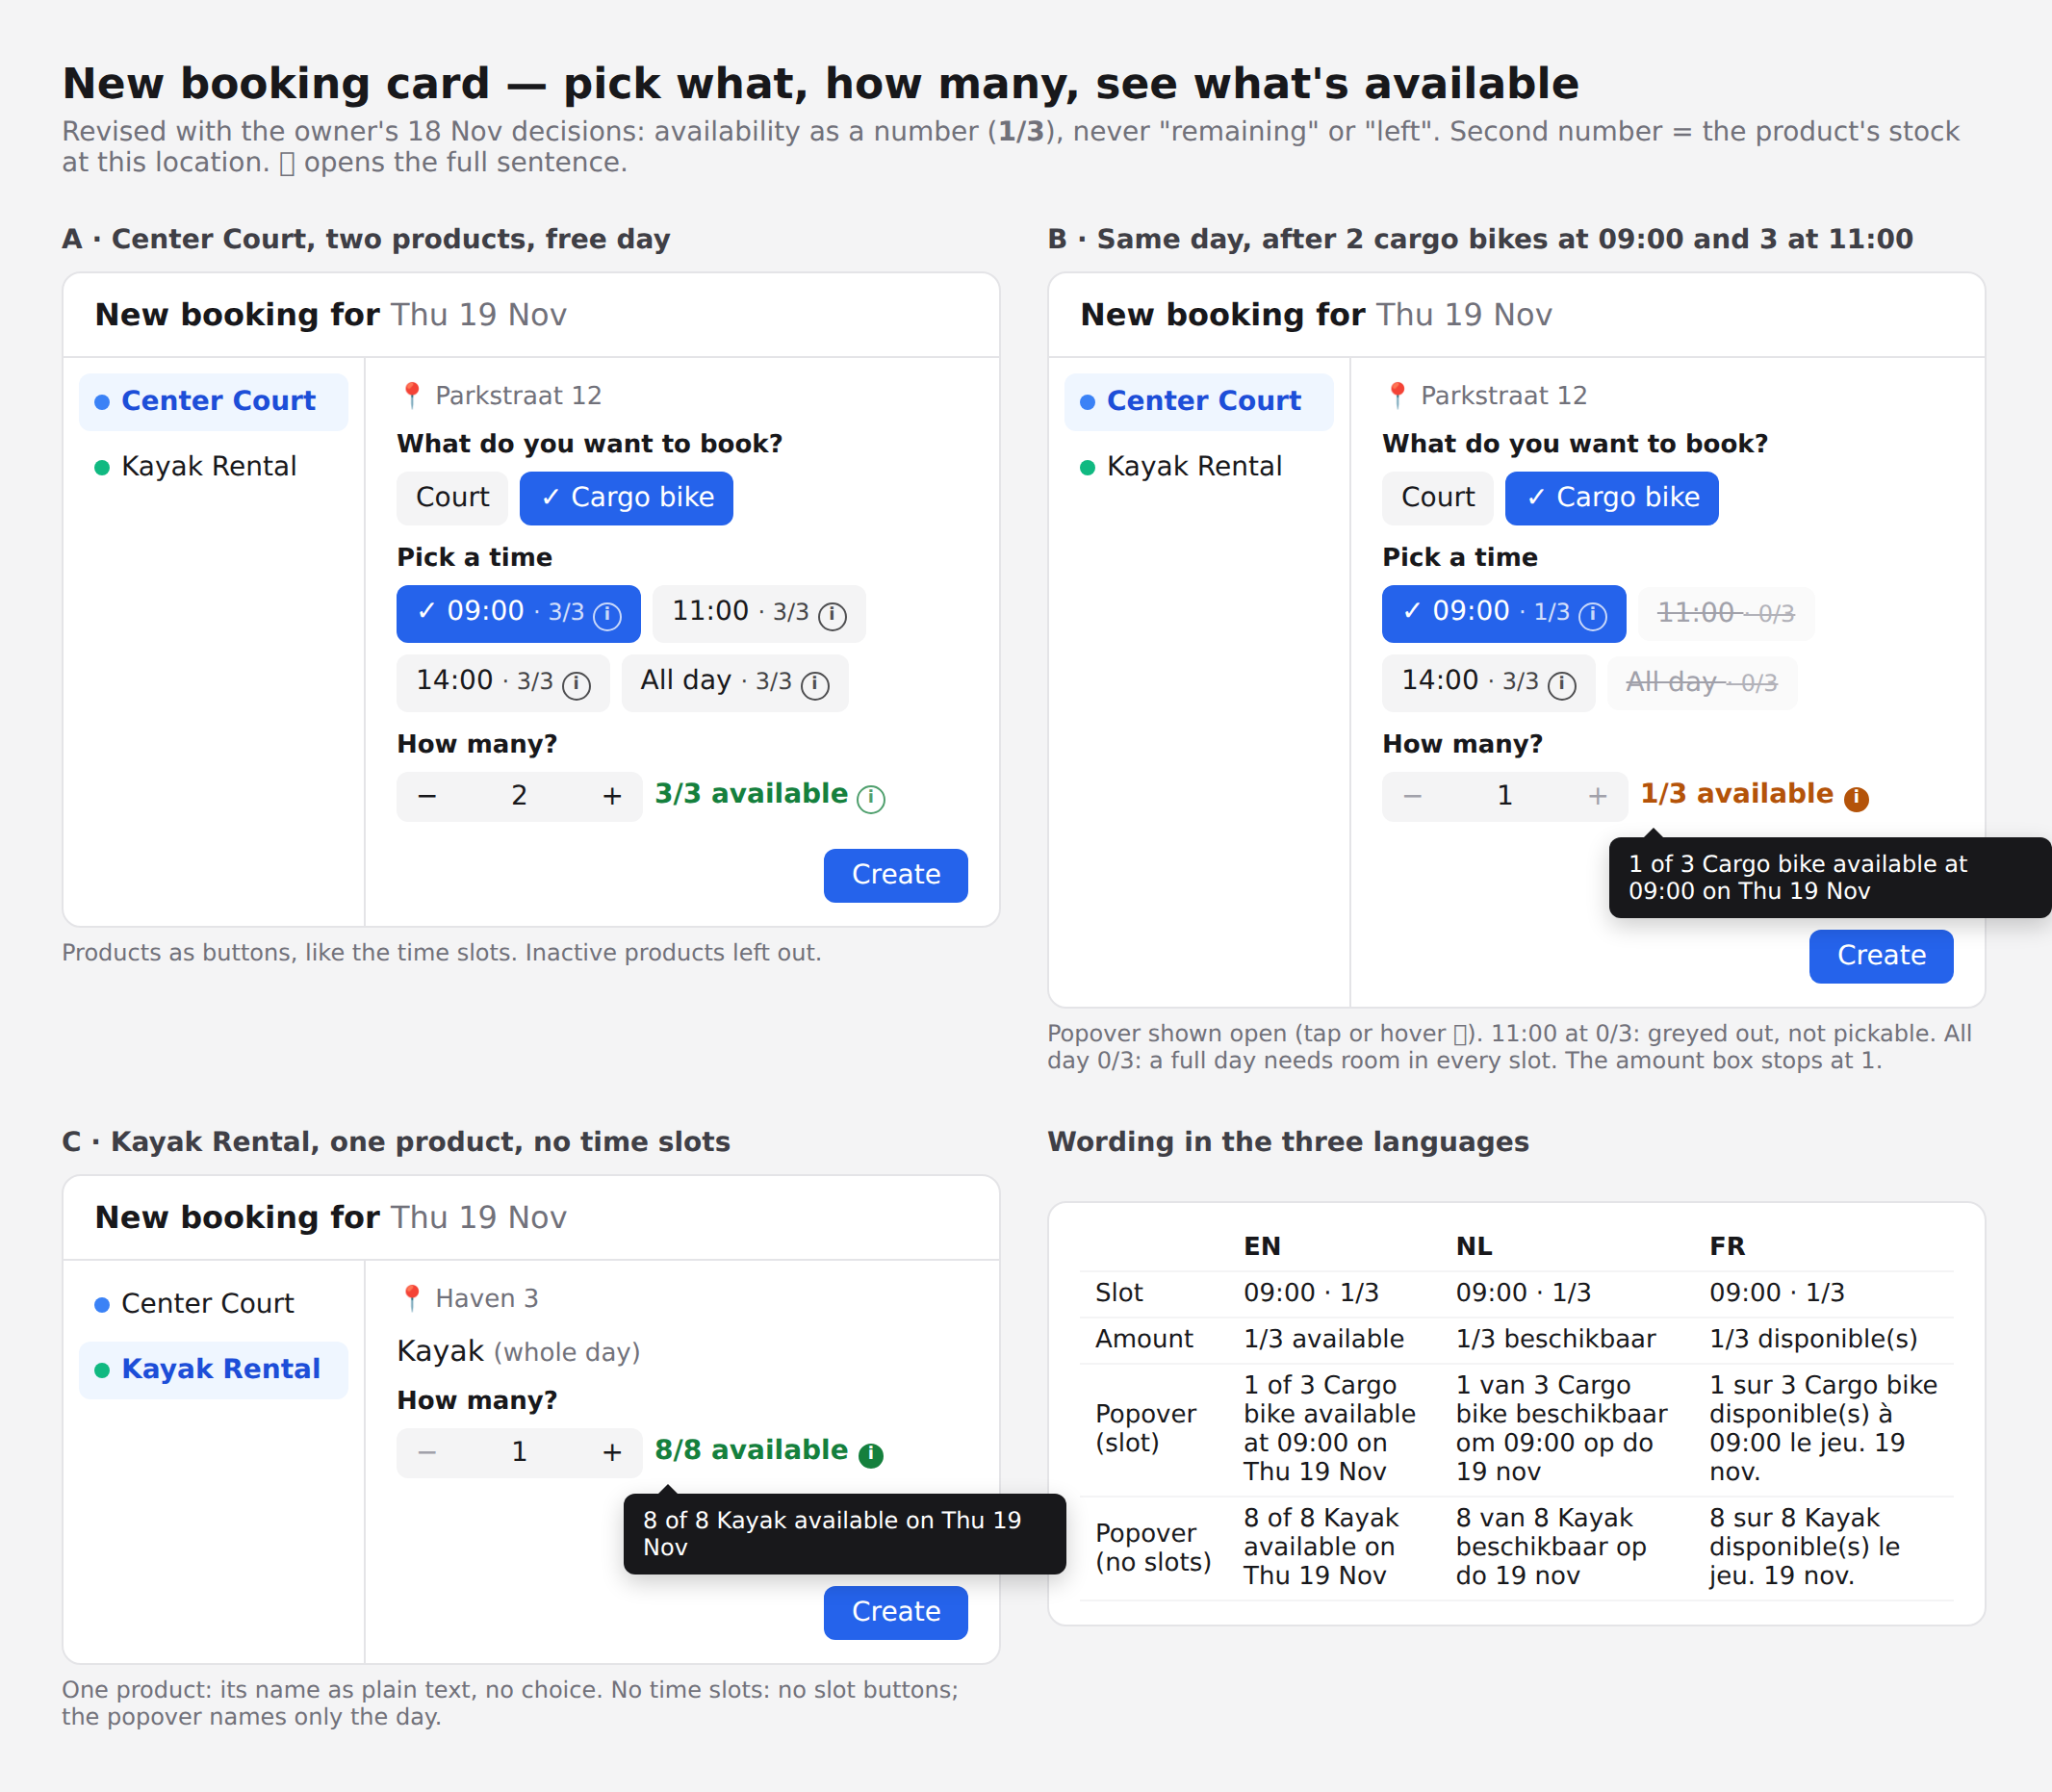 New booking card — pick what, how many, see what's available
Revised with the owner's 18 Nov decisions: availability as a number (1/3), never "remaining" or "left". Second number = the product's stock
at this location. opens the full sentence.
A · Center Court, two products, free day
New booking for Thu 19 Nov
Center Court
Kayak Rental
📍 Parkstraat 12
What do you want to book?
Court
✓ Cargo bike
Pick a time
✓ 09:00 · 3/3 i
11:00 · 3/3 i
14:00 · 3/3 i
All day · 3/3 i
How many?
− 2 + 3/3 available i
Create
Products as buttons, like the time slots. Inactive products left out.
B · Same day, after 2 cargo bikes at 09:00 and 3 at 11:00
New booking for Thu 19 Nov
Center Court
Kayak Rental
📍 Parkstraat 12
What do you want to book?
Court
✓ Cargo bike
Pick a time
✓ 09:00 · 1/3 i
11:00 · 0/3
14:00 · 3/3 i
All day · 0/3
How many?
− 1 + 1/3 available i
1 of 3 Cargo bike available at
09:00 on Thu 19 Nov
Create
Popover shown open (tap or hover ). 11:00 at 0/3: greyed out, not pickable. All
day 0/3: a full day needs room in every slot. The amount box stops at 1.
C · Kayak Rental, one product, no time slots
New booking for Thu 19 Nov
Center Court
Kayak Rental
📍 Haven 3
Kayak (whole day)
How many?
− 1 + 8/8 available i
8 of 8 Kayak available on Thu 19
Nov
Create
One product: its name as plain text, no choice. No time slots: no slot buttons;
the popover names only the day.
Wording in the three languages
EN NL FR
Slot 09:00 · 1/3 09:00 · 1/3 09:00 · 1/3
Amount 1/3 available 1/3 beschikbaar 1/3 disponible(s)
Popover
(slot)
1 of 3 Cargo
bike available
at 09:00 on
Thu 19 Nov
1 van 3 Cargo
bike beschikbaar
om 09:00 op do
19 nov
1 sur 3 Cargo bike
disponible(s) à
09:00 le jeu. 19
nov.
Popover
(no slots)
8 of 8 Kayak
available on
Thu 19 Nov
8 van 8 Kayak
beschikbaar op
do 19 nov
8 sur 8 Kayak
disponible(s) le
jeu. 19 nov.